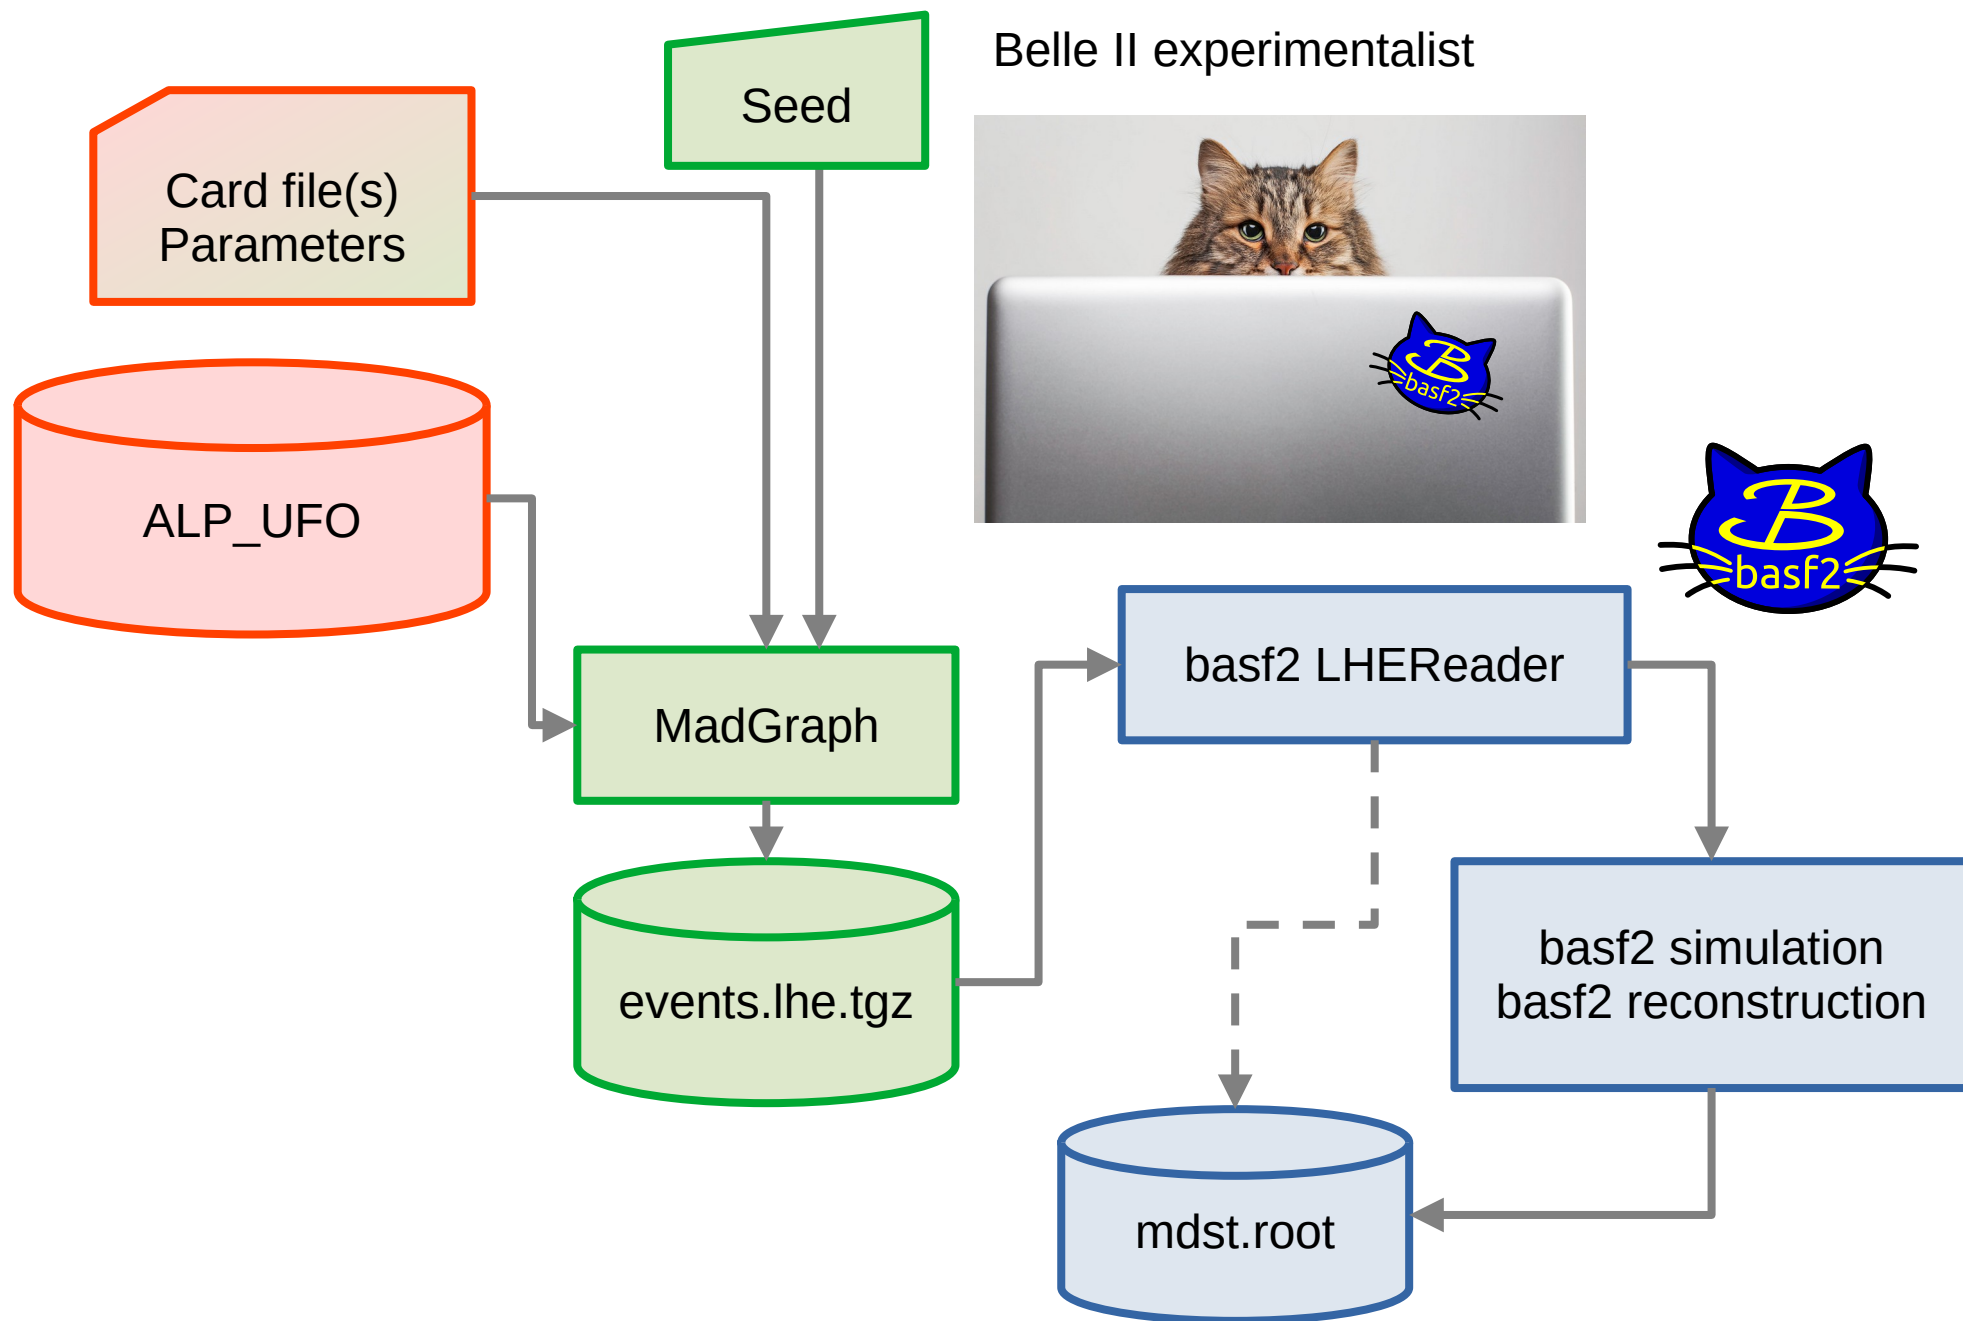 Belle II experimentalist
Seed
Card file(s)
Parameters
B
basf2
ALP_UFO
B
basf2
basf2 LHEReader
MadGraph
basf2 simulation
basf2 reconstruction
events.lhe.tgz
mdst.root